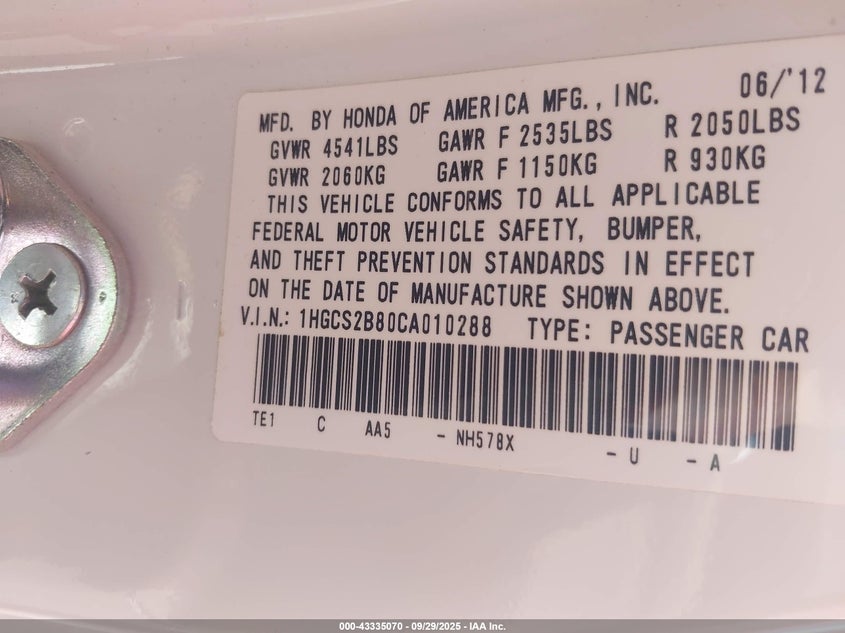 MFD. BY HONDA OF AMERICA MFG., INC. 06/'12
GVWR 4541LBS GAWR F 2535LBS R 2050LBS
GVWR 2060KG GAWR F 1150KG R 930KG
THIS VEHICLE CONFORMS TO ALL APPLICABLE
FEDERAL MOTOR VEHICLE SAFETY, BUMPER,
AND THEFT PREVENTION STANDARDS IN EFFECT
ON THE DATE OF MANUFACTURE SHOWN ABOVE.
V.I.N.: 1HGCS2B80CA010288 TYPE: PASSENGER CAR
TE1 C AA5 - NH578X - U - A
000-43335070 - 09/29/2025 - IAA Inc.